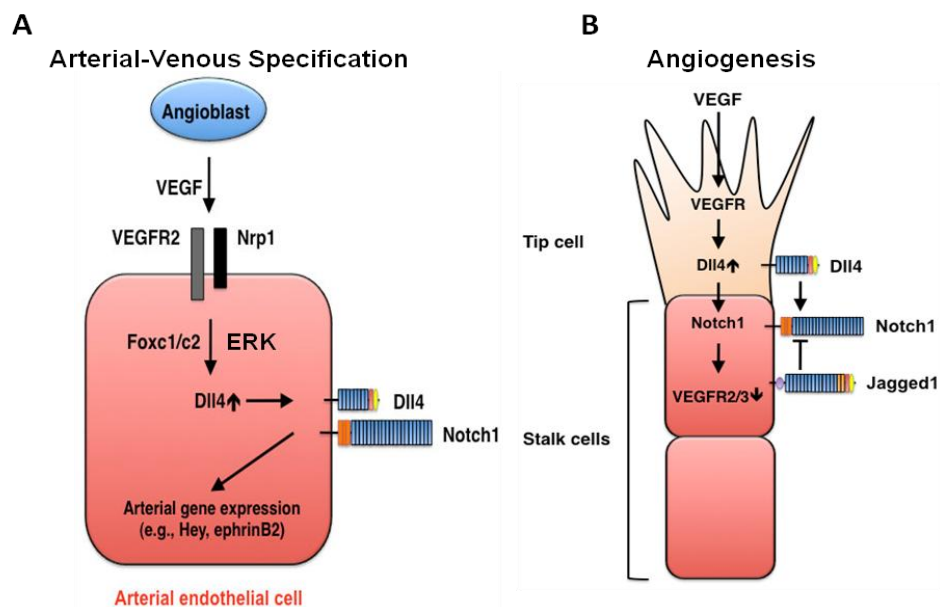 A
Arterial-Venous Specification
Angioblast
VEGF
VEGFR2
Nrp1
Foxc1/c2
ERK
Dll4
Dll4
Notch1
Arterial gene expression
(e.g., Hey, ephrinB2)
Arterial endothelial cell
B
Angiogenesis
VEGF
VEGFR
Tip cell
Dll4
Dll4
Notch1
Notch1
VEGFR2/3
Jagged1
Stalk cells